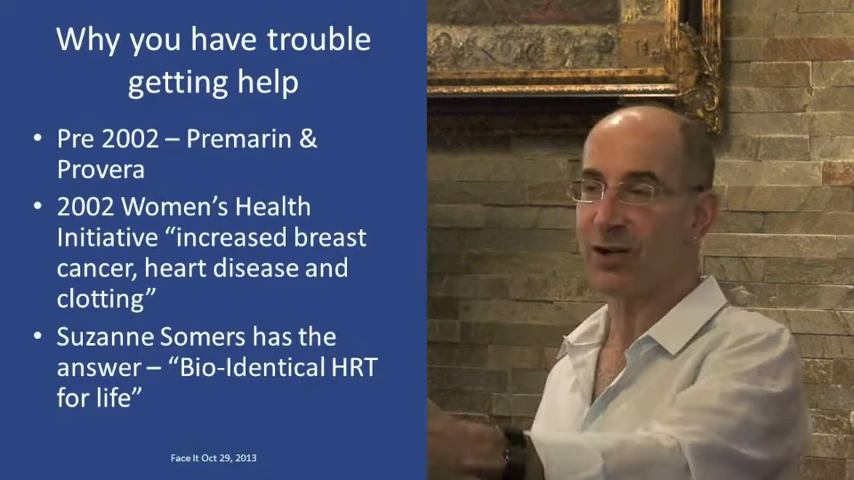 Why you have trouble
getting help
• Pre 2002 – Premarin &
Provera
• 2002 Women's Health
Initiative “increased breast
cancer, heart disease and
clotting”
• Suzanne Somers has the
answer – “Bio-Identical HRT
for life”
Face It Oct 29, 2013